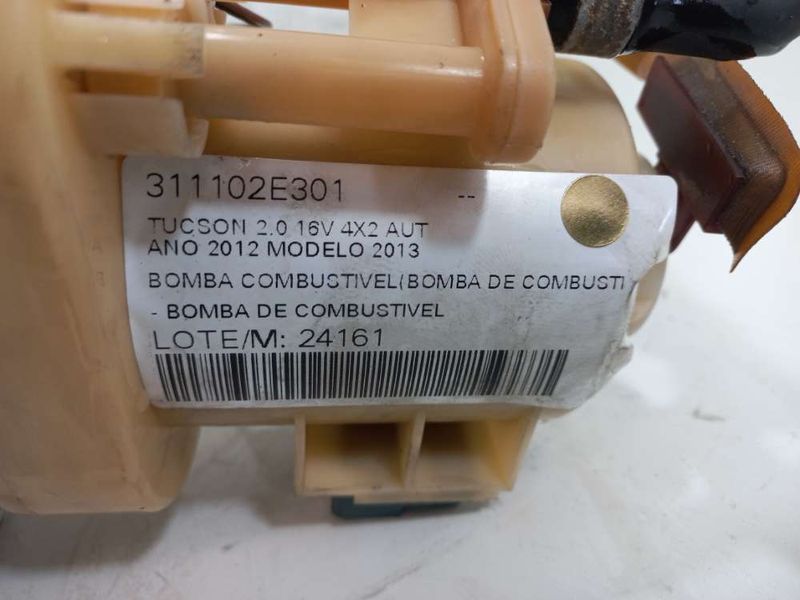 311102E301 --
TUCSON 2.0 16V 4X2 AUT
ANO 2012 MODELO 2013
BOMBA COMBUSTIVEL(BOMBA DE COMBUSTI
- BOMBA DE COMBUSTIVEL
LOTE/M: 24161